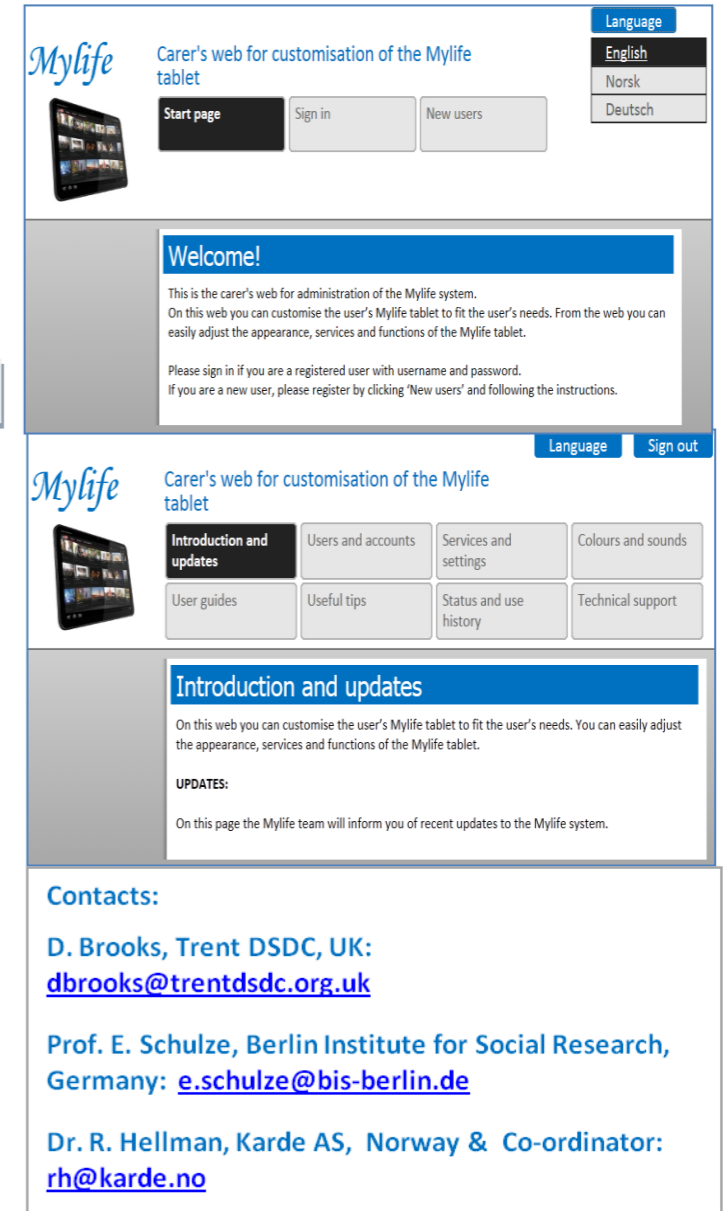 Language
Mylife
Carer's web for customisation of the Mylife
tablet
English
Norsk
Deutsch
Start page
Sign in
New users
Welcome!
This is the carer's web for administration of the Mylife system.
On this web you can customise the user's Mylife tablet to fit the user's needs. From the web you can
easily adjust the appearance, services and functions of the Mylife tablet.
Please sign in if you are a registered user with username and password.
If you are a new user, please register by clicking 'New users' and following the instructions.
Language
Sign out
Mylife
Carer's web for customisation of the Mylife
tablet
Introduction and
updates
Users and accounts
Services and
settings
Colours and sounds
User guides
Useful tips
Status and use
history
Technical support
Introduction and updates
On this web you can customise the user's Mylife tablet to fit the user's needs. You can easily adjust
the appearance, services and functions of the Mylife tablet.
UPDATES:
On this page the Mylife team will inform you of recent updates to the Mylife system.
Contacts:
D. Brooks, Trent DSDC, UK:
dbrooks@trentdsdc.org.uk
Prof. E. Schulze, Berlin Institute for Social Research,
Germany: e.schulze@bis-berlin.de
Dr. R. Hellman, Karde AS, Norway & Co-ordinator:
rh@karde.no